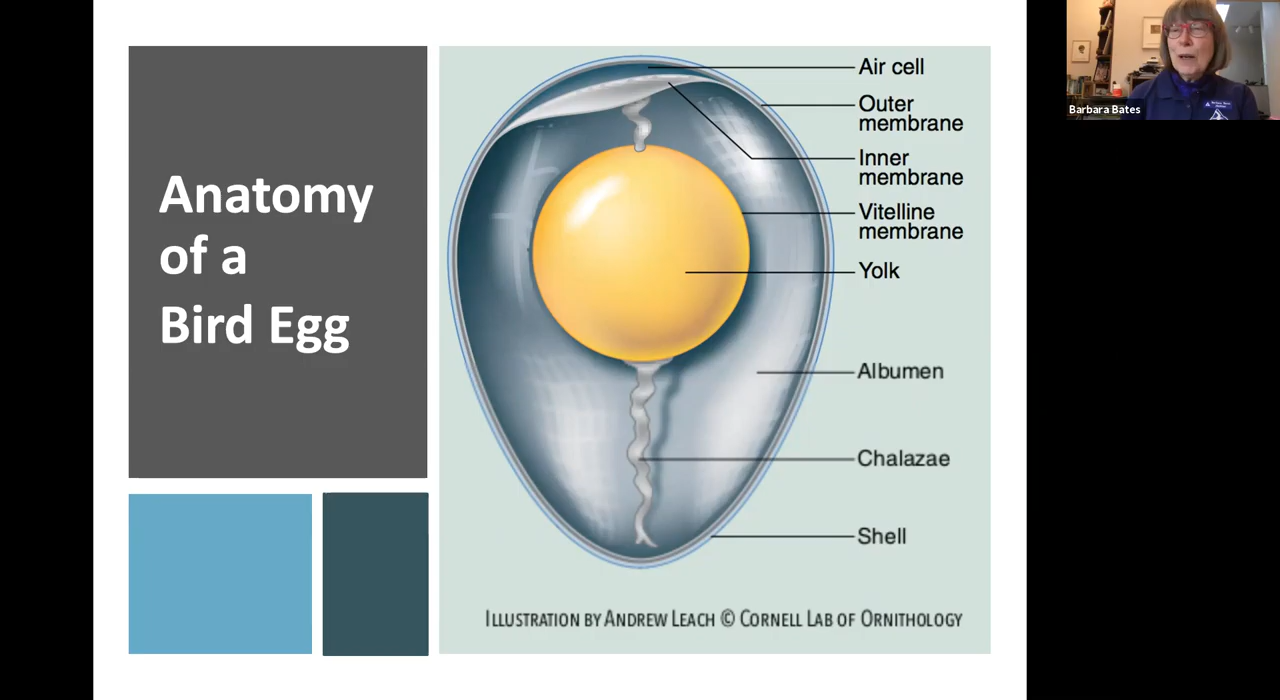 Anatomy
of a
Bird Egg
Air cell
Outer
membrane
Inner
membrane
Vitelline
membrane
Yolk
Albumen
Chalazae
Shell
ILLUSTRATION BY ANDREW LEACH © CORNELL LAB OF ORNITHOLOGY
Barbara Bates